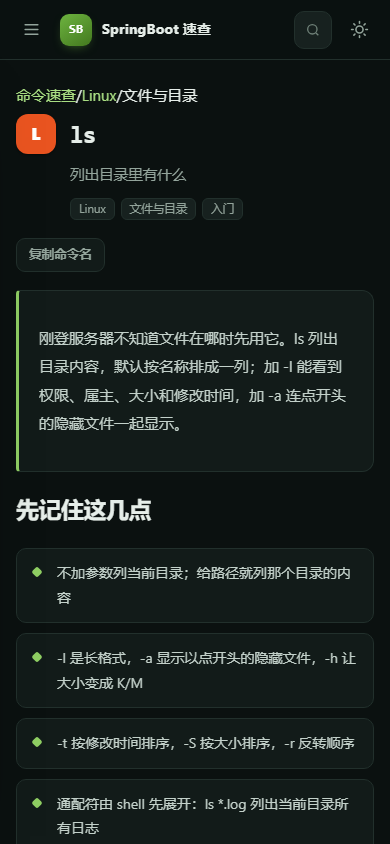 SB SpringBoot 速查
命令速查/Linux/文件与目录
L ls
列出目录里有什么
Linux 文件与目录 入门
复制命令名
刚登服务器不知道文件在哪时先用它。ls 列出
目录内容，默认按名称排成一列；加 -l 能看到
权限、属主、大小和修改时间，加 -a 连点开头
的隐藏文件一起显示。
先记住这几点
不加参数列当前目录；给路径就列那个目录的内
容
-l 是长格式，-a 显示以点开头的隐藏文件，-h 让
大小变成 K/M
-t 按修改时间排序，-S 按大小排序，-r 反转顺序
通配符由 shell 先展开：ls *.log 列出当前目录所
有日志